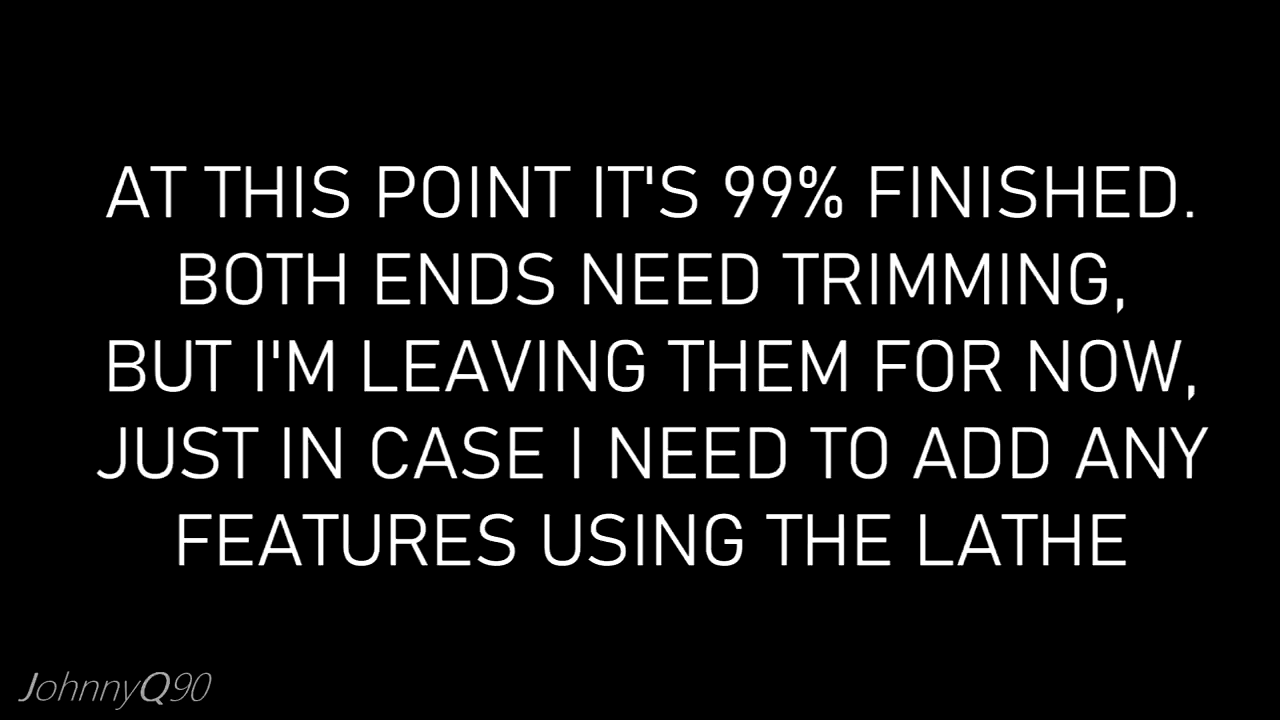 AT THIS POINT IT'S 99% FINISHED.
BOTH ENDS NEED TRIMMING,
BUT I'M LEAVING THEM FOR NOW,
JUST IN CASE I NEED TO ADD ANY
FEATURES USING THE LATHE
JohnnyQ90